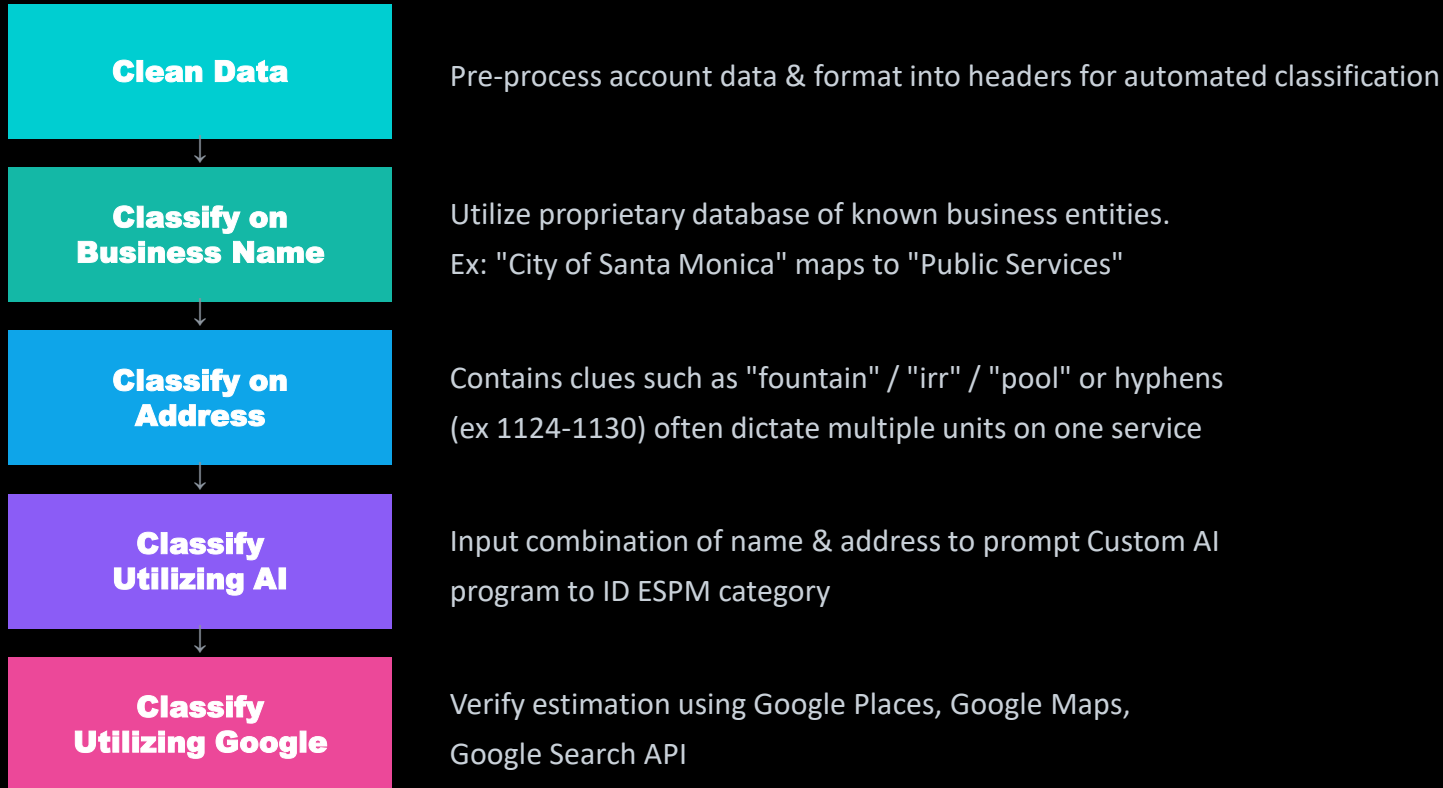 Clean Data
Pre-process account data & format into headers for automated classification
↓
Classify on
Business Name
Utilize proprietary database of known business entities.
Ex: "City of Santa Monica" maps to "Public Services"
↓
Classify on
Address
Contains clues such as "fountain" / "irr" / "pool" or hyphens
(ex 1124-1130) often dictate multiple units on one service
↓
Classify
Utilizing AI
Input combination of name & address to prompt Custom AI
program to ID ESPM category
↓
Classify
Utilizing Google
Verify estimation using Google Places, Google Maps,
Google Search API